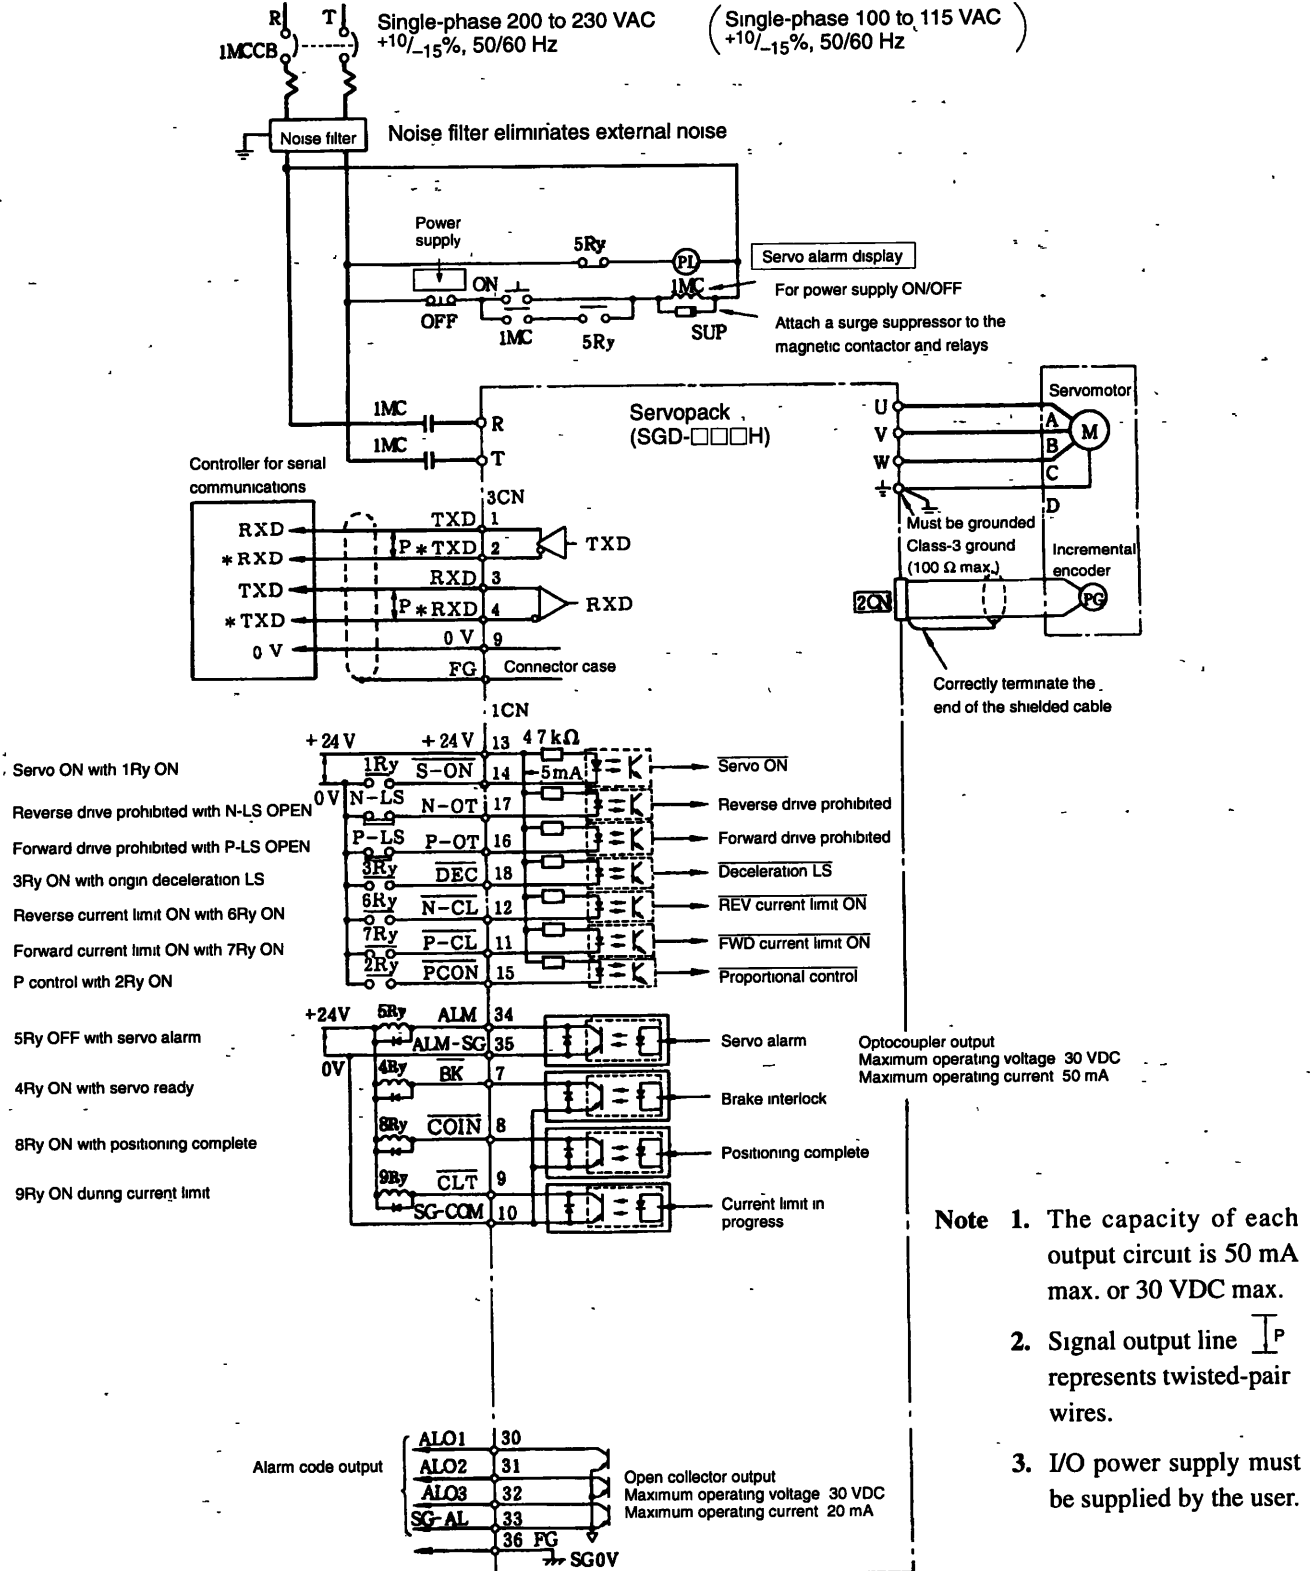 R T Single-phase 200 to 230 VAC (Single-phase 100 to 115 VAC
1MCCB +10/−15%, 50/60 Hz +10/−15%, 50/60 Hz)
Noise filter Noise filter eliminates external noise
Power
supply
5Ry PL Servo alarm display
ON 1MC For power supply ON/OFF
OFF 1MC 5Ry SUP Attach a surge suppressor to the
magnetic contactor and relays
1MC R
1MC T
Servopack
(SGD-□□□H)
U V W
Servomotor
A B C D M
Must be grounded
Class-3 ground
(100 Ω max.)
Incremental
encoder
2CN PG
Correctly terminate the
end of the shielded cable
Controller for serial
communications
3CN
RXD TXD 1
*RXD P *TXD 2 TXD
TXD RXD 3
*TXD P *RXD 4 RXD
0 V 0 V 9
FG Connector case
1CN
+24V +24V 13 4 7kΩ
Servo ON with 1Ry ON 1Ry S-ON 14 5mA Servo ON
0V
Reverse drive prohibited with N-LS OPEN N-LS N-OT 17 Reverse drive prohibited
Forward drive prohibited with P-LS OPEN P-LS P-OT 16 Forward drive prohibited
3Ry ON with origin deceleration LS 3Ry DEC 18 Deceleration LS
Reverse current limit ON with 6Ry ON 6Ry N-CL 12 REV current limit ON
Forward current limit ON with 7Ry ON 7Ry P-CL 11 FWD current limit ON
P control with 2Ry ON 2Ry PCON 15 Proportional control
+24V 5Ry ALM 34
5Ry OFF with servo alarm ALM-SG 35 Servo alarm
0V
4Ry ON with servo ready 4Ry BK 7 Brake interlock
8Ry ON with positioning complete 8Ry COIN 8 Positioning complete
9Ry ON during current limit 9Ry CLT 9 Current limit in
progress
SG-COM 10
Optocoupler output
Maximum operating voltage 30 VDC
Maximum operating current 50 mA
Note 1. The capacity of each
output circuit is 50 mA
max. or 30 VDC max.
2. Signal output line P
represents twisted-pair
wires.
3. I/O power supply must
be supplied by the user.
Alarm code output
ALO1 30
ALO2 31
ALO3 32
SG-AL 33
36 FG
SG0V
Open collector output
Maximum operating voltage 30 VDC
Maximum operating current 20 mA